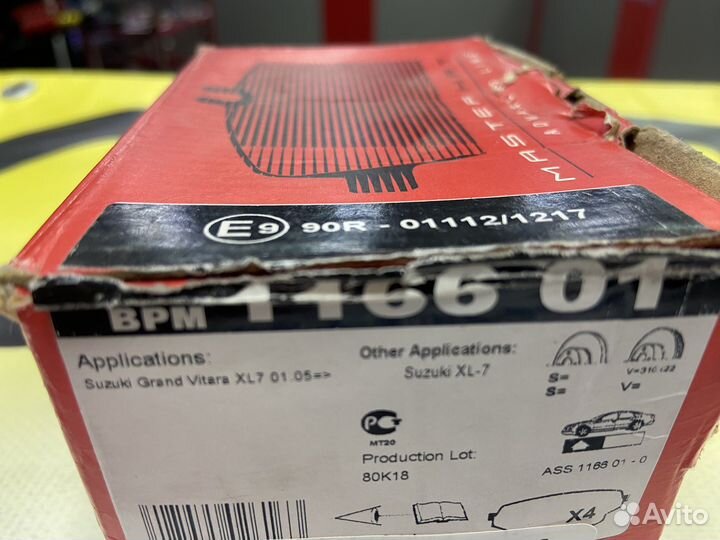 MASTER
E9 90R - 01112/1217
BPM 1166 01
Applications:
Suzuki Grand Vitara XL7 01.05=>
Other Applications:
Suzuki XL-7
S=
S=
V=
PG
MT20
Production Lot:
80K18
ASS 1166 01 - 0
x4
Avito